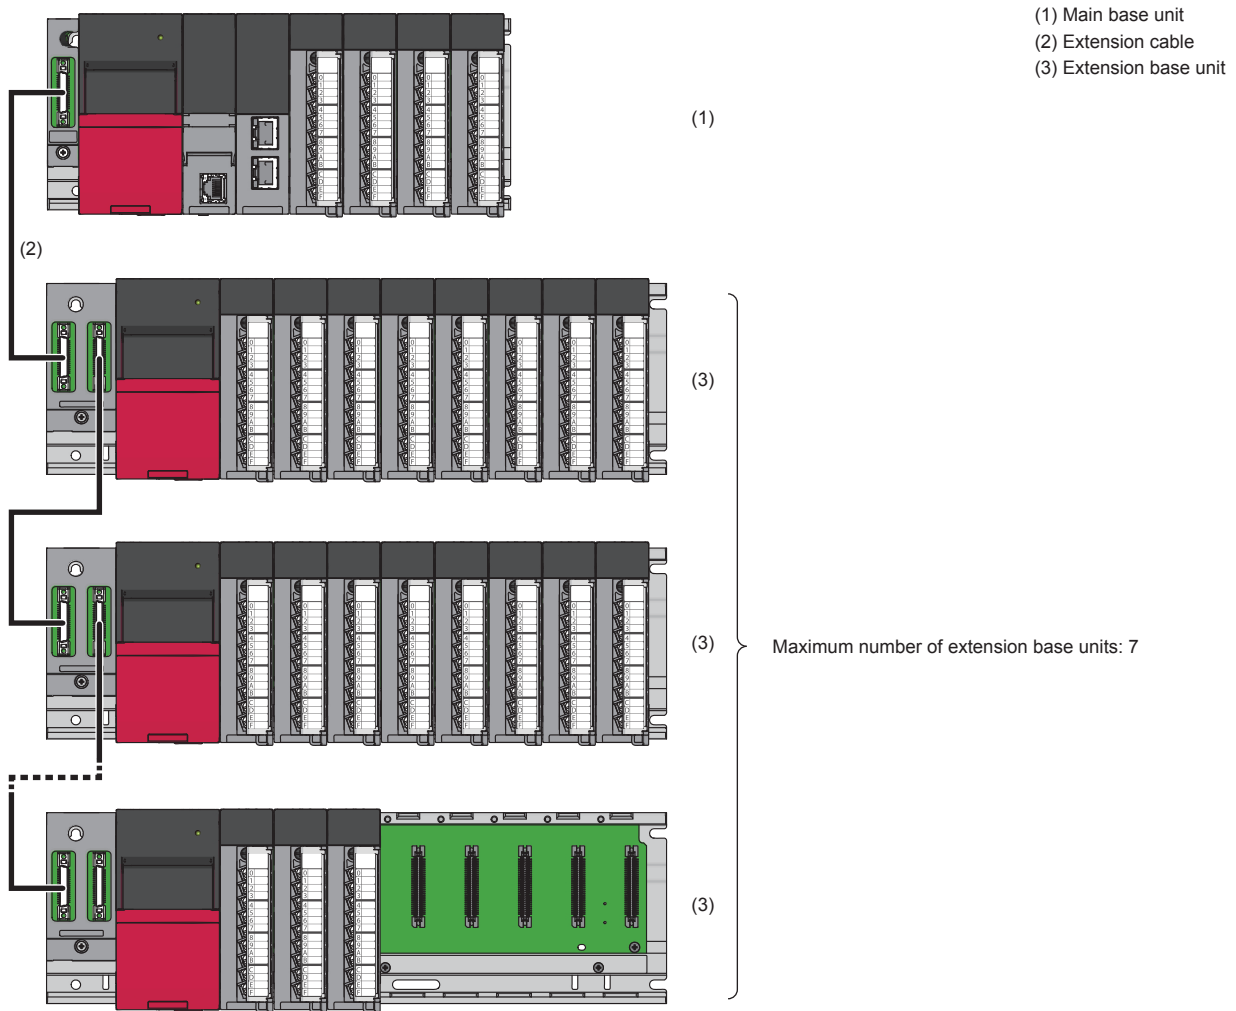 (1) Main base unit
(2) Extension cable
(3) Extension base unit
(1)
(2)
(3)
(3)
Maximum number of extension base units: 7
(3)